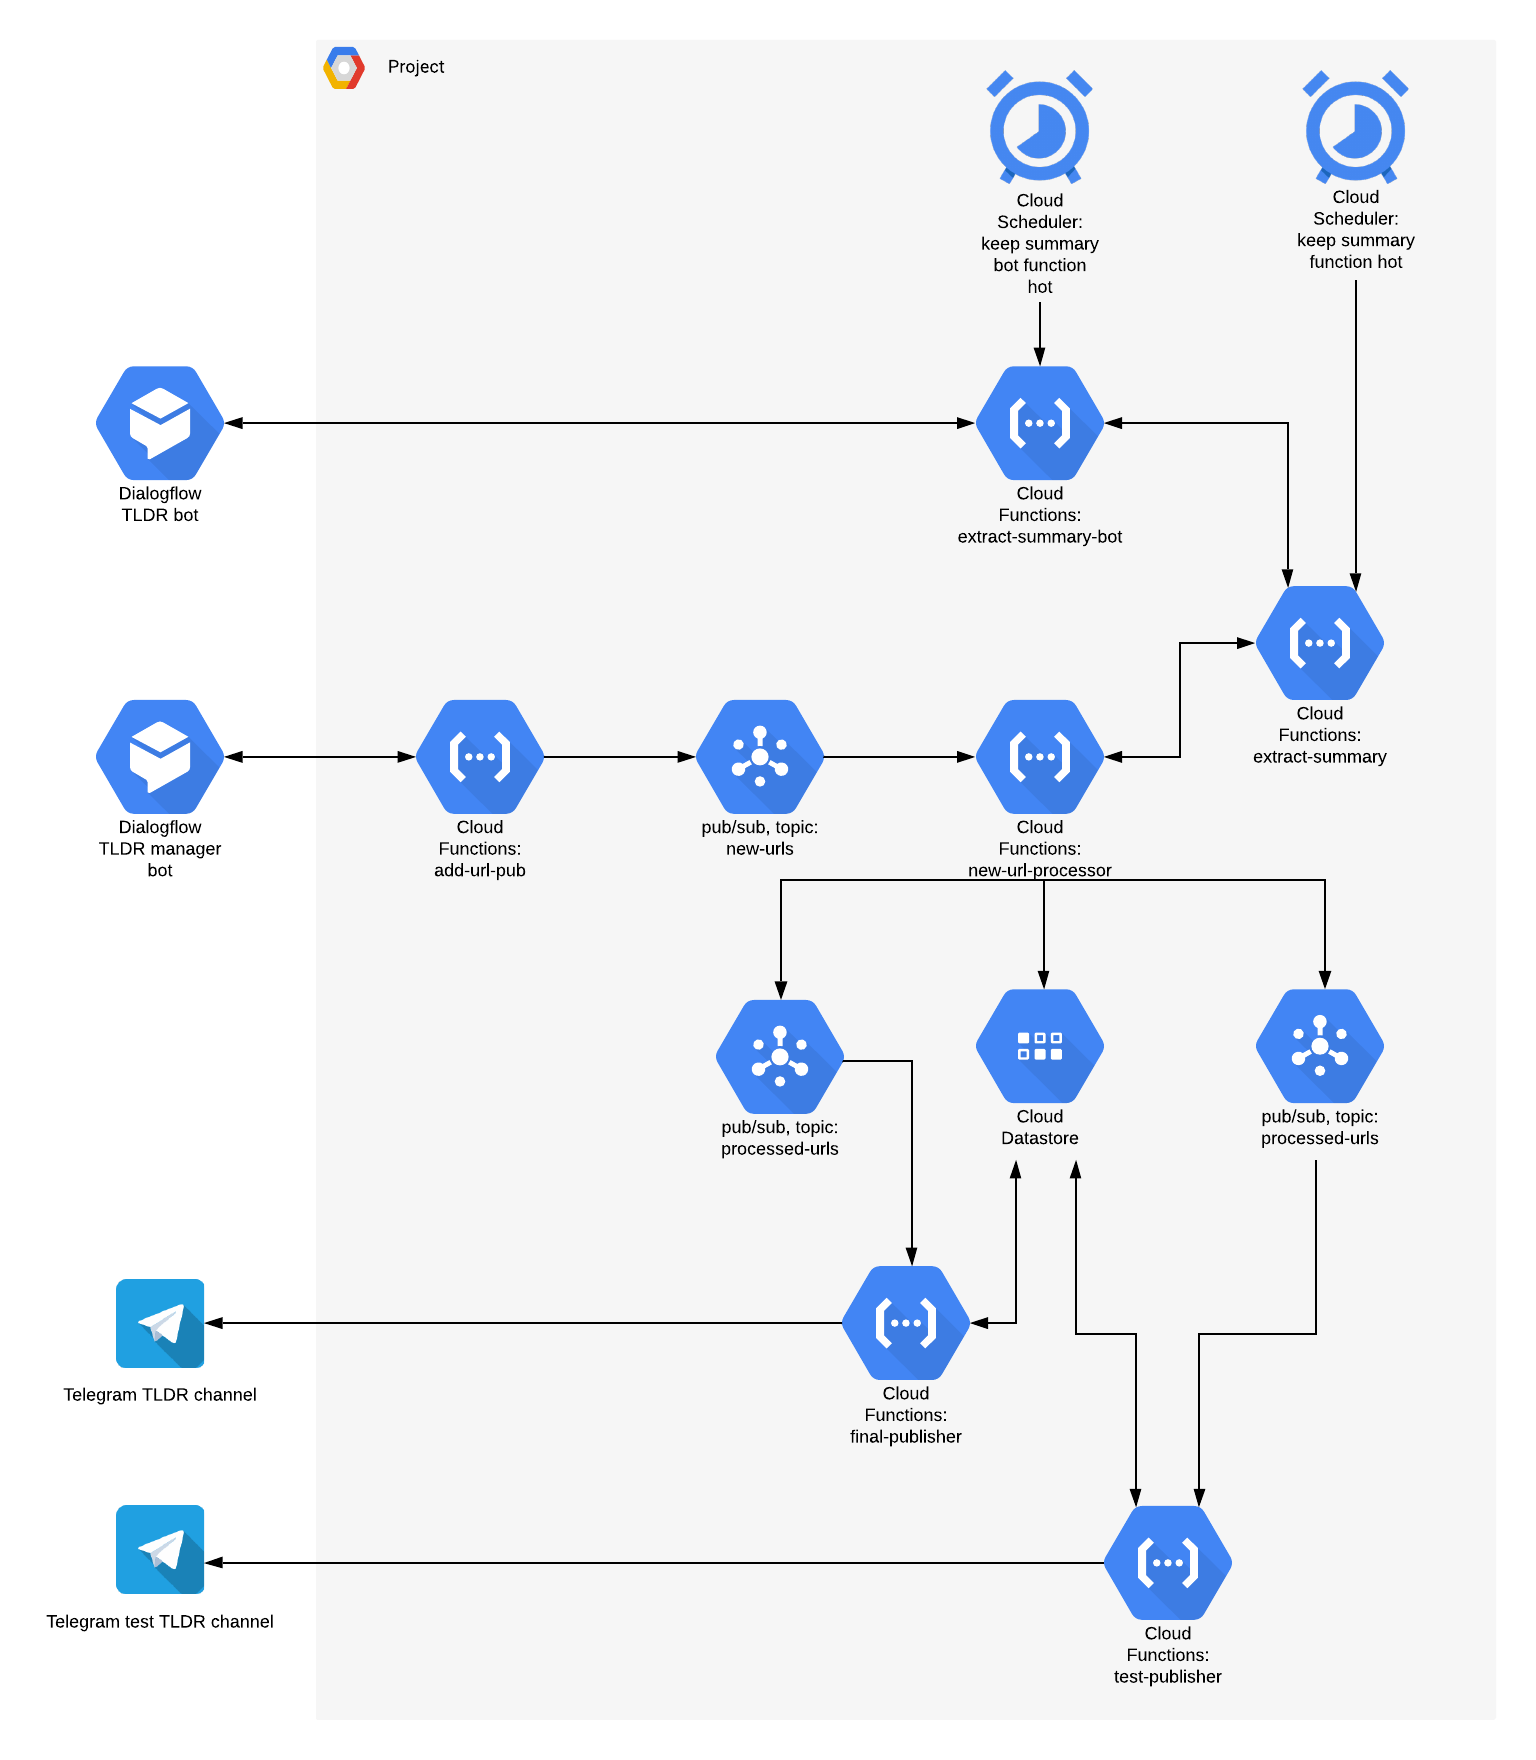 Project
Cloud
Scheduler:
keep summary
bot function
hot
Cloud
Scheduler:
keep summary
function hot
Dialogflow
TLDR bot
Cloud
Functions:
extract-summary-bot
Cloud
Functions:
extract-summary
Dialogflow
TLDR manager
bot
Cloud
Functions:
add-url-pub
pub/sub, topic:
new-urls
Cloud
Functions:
new-url-processor
pub/sub, topic:
processed-urls
Cloud
Datastore
pub/sub, topic:
processed-urls
Telegram TLDR channel
Cloud
Functions:
final-publisher
Telegram test TLDR channel
Cloud
Functions:
test-publisher